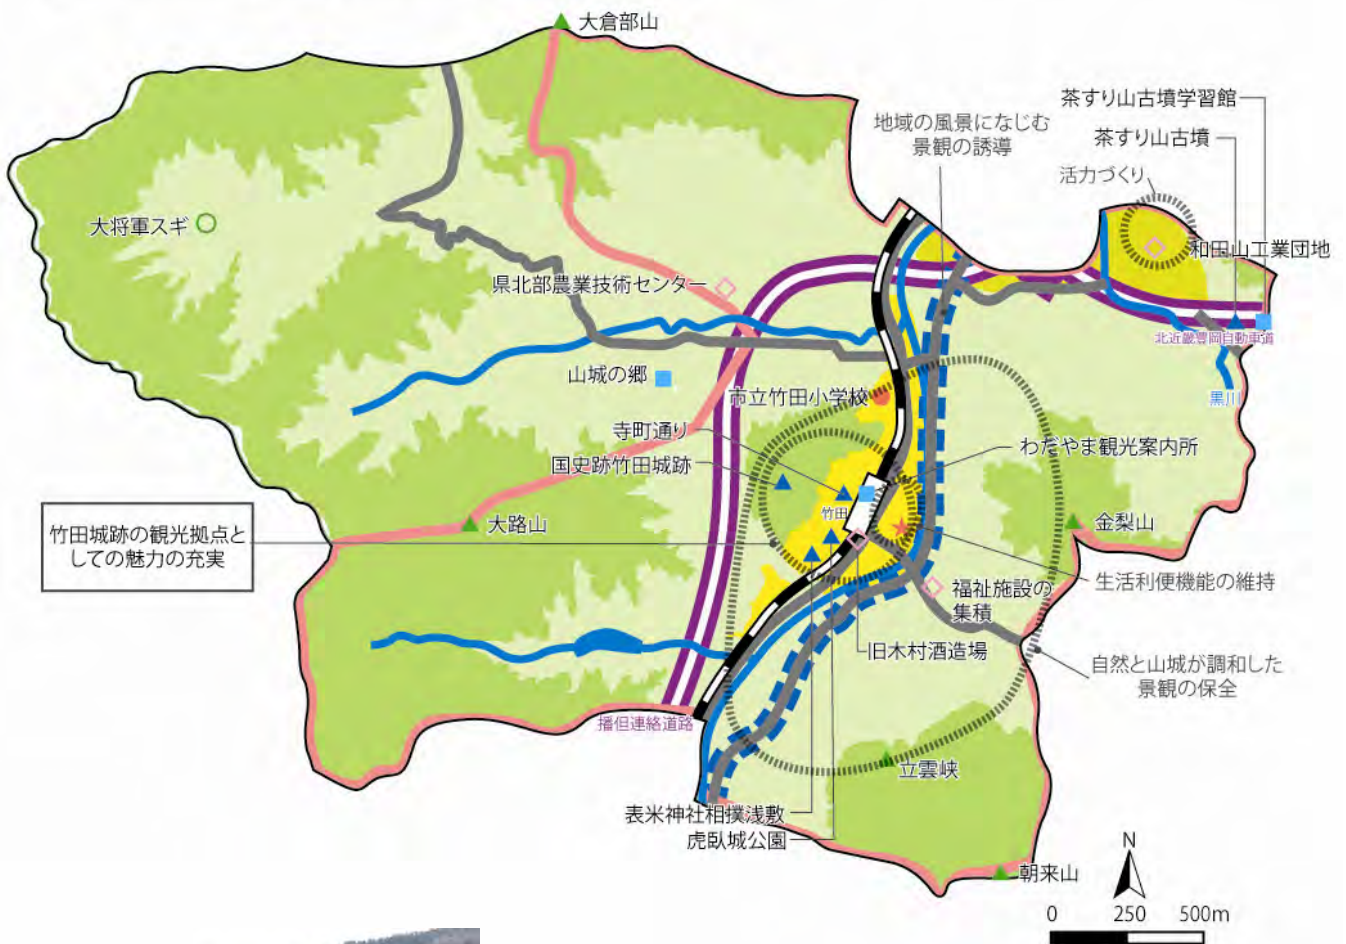 大倉部山
茶すり山古墳学習館
地域の風景になじむ
景観の誘導
茶すり山古墳
活力づくり
大将軍スギ
和田山工業団地
県北部農業技術センター
北近畿豊岡自動車道
山城の郷
市立竹田小学校
黒川
寺町通り
わだやま観光案内所
国史跡竹田城跡
竹田
大路山
金梨山
竹田城跡の観光拠点と
しての魅力の充実
生活利便機能の維持
福祉施設の
集積
旧木村酒造場
自然と山城が調和した
景観の保全
播但連絡道路
立雲峡
表米神社相撲浅敷
虎臥城公園
朝来山
N
0 250 500m